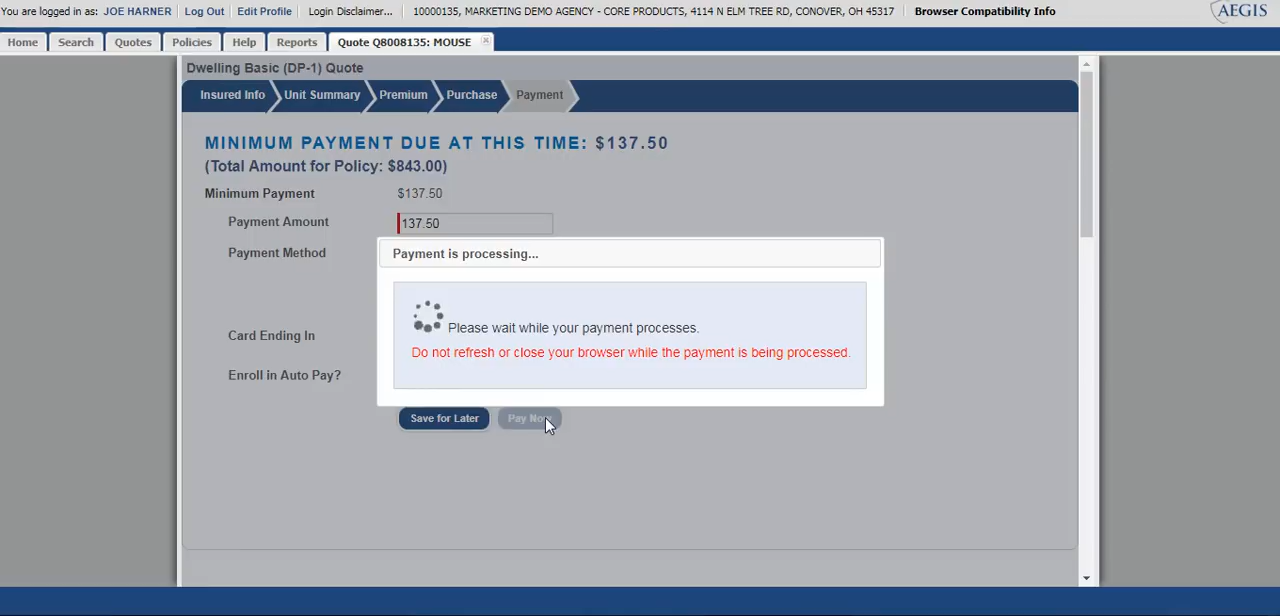 You are logged in as: JOE HARNER Log Out Edit Profile Login Disclaimer... 10000135, MARKETING DEMO AGENCY - CORE PRODUCTS, 4114 N ELM TREE RD, CONOVER, OH 45317 Browser Compatibility Info AEGIS
Home Search Quotes Policies Help Reports Quote Q8008135: MOUSE
Dwelling Basic (DP-1) Quote
Insured Info Unit Summary Premium Purchase Payment
MINIMUM PAYMENT DUE AT THIS TIME: $137.50
(Total Amount for Policy: $843.00)
Minimum Payment $137.50
Payment Amount 137.50
Payment Method
Payment is processing...
Please wait while your payment processes.
Do not refresh or close your browser while the payment is being processed.
Card Ending In
Enroll in Auto Pay?
Save for Later Pay Now